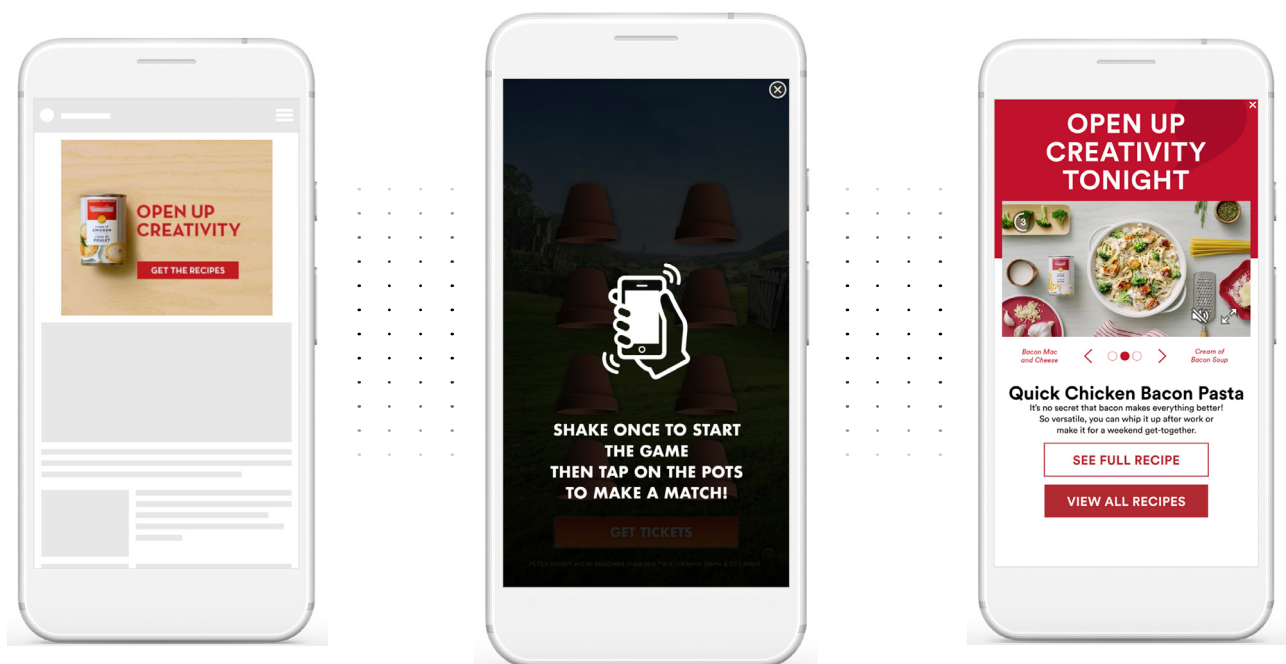 OPEN UP
CREATIVITY
GET THE RECIPES
SHAKE ONCE TO START
THE GAME
THEN TAP ON THE POTS
TO MAKE A MATCH!
GET TICKETS
OPEN UP
CREATIVITY
TONIGHT
3
Bacon Mac
and Cheese
Cream of
Bacon Soup
Quick Chicken Bacon Pasta
It's no secret that bacon makes everything better!
So versatile, you can whip it up after work or
make it for a weekend get-together.
SEE FULL RECIPE
VIEW ALL RECIPES